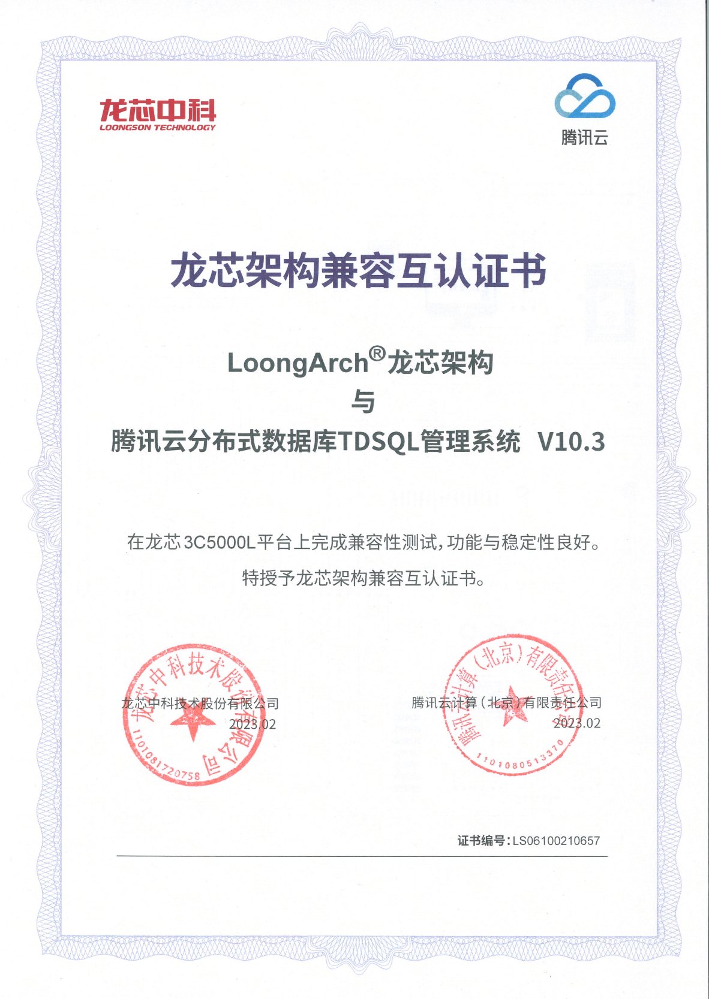 龙芯中科
LOONGSON TECHNOLOGY
腾讯云
龙芯架构兼容互认证书
LoongArch®龙芯架构
与
腾讯云分布式数据库TDSQL管理系统 V10.3
在龙芯3C5000L平台上完成兼容性测试,功能与稳定性良好。
特授予龙芯架构兼容互认证书。
龙芯中科技术股份有限公司
龙芯中科技术股份有限公司
2023.02
1101081720758
腾讯云计算(北京)有限责任公司
腾讯云计算(北京)有限责任公司
2023.02
1101080513370
证书编号:LS06100210657